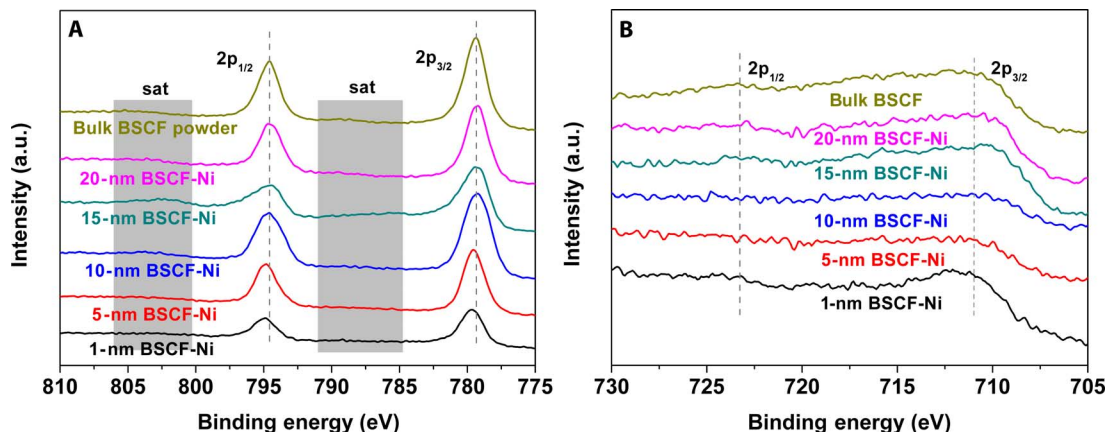 A
2p1/2
2p3/2
sat
sat
Bulk BSCF powder
20-nm BSCF-Ni
15-nm BSCF-Ni
10-nm BSCF-Ni
5-nm BSCF-Ni
1-nm BSCF-Ni
Intensity (a.u.)
810 805 800 795 790 785 780 775
Binding energy (eV)
B
2p1/2
2p3/2
Bulk BSCF
20-nm BSCF-Ni
15-nm BSCF-Ni
10-nm BSCF-Ni
5-nm BSCF-Ni
1-nm BSCF-Ni
Intensity (a.u.)
730 725 720 715 710 705
Binding energy (eV)